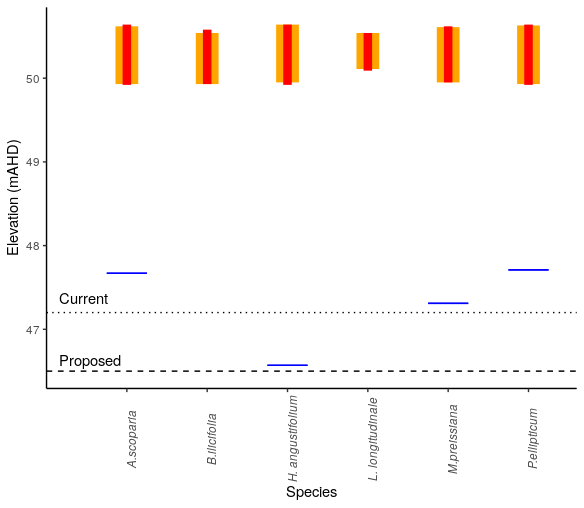 50
49
48
47
Elevation (mAHD)
Current
Proposed
A.scoparia
B.ilicifolia
H. angustifolium
L. longitudinale
M.preissiana
P.ellipticum
Species